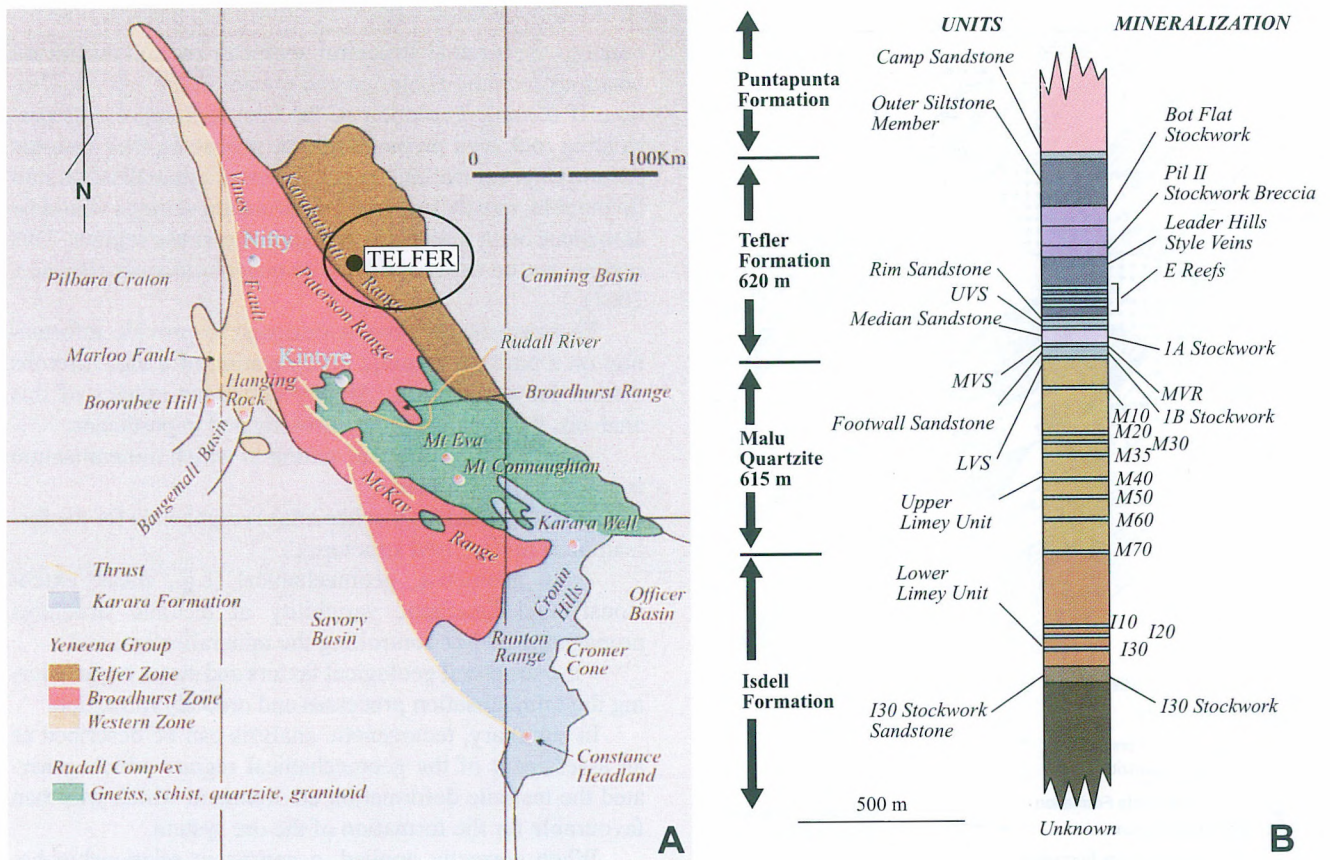 N
0
100Km
Vines
Fault
Nifty
Karakutikati
Range
TELFER
Pilbara Craton
Canning Basin
Paterson Range
Rudall River
Marloo Fault
Kintyre
Hanging
Rock
Broadhurst Range
Boorabee Hill
Mt Eva
Mt Connaughton
Bangemall Basin
McKay
Range
Karara Well
Thrust
Karara Formation
Cronin
Hills
Officer
Basin
Savory
Basin
Runton
Range
Cromer
Cone
Yeneena Group
Telfer Zone
Broadhurst Zone
Western Zone
Rudall Complex
Gneiss, schist, quartzite, granitoid
Constance
Headland
A
UNITS
MINERALIZATION
Puntapunta
Formation
Camp Sandstone
Outer Siltstone
Member
Bot Flat
Stockwork
Pil II
Stockwork Breccia
Tefler
Formation
620 m
Leader Hills
Style Veins
Rim Sandstone
E Reefs
UVS
Median Sandstone
1A Stockwork
MVS
MVR
Footwall Sandstone
1B Stockwork
LVS
Malu
Quartzite
615 m
M10
M20
M30
M35
M40
Upper
Limey Unit
M50
M60
M70
Lower
Limey Unit
I10
I20
I30
Isdell
Formation
I30 Stockwork
Sandstone
I30 Stockwork
500 m
Unknown
B